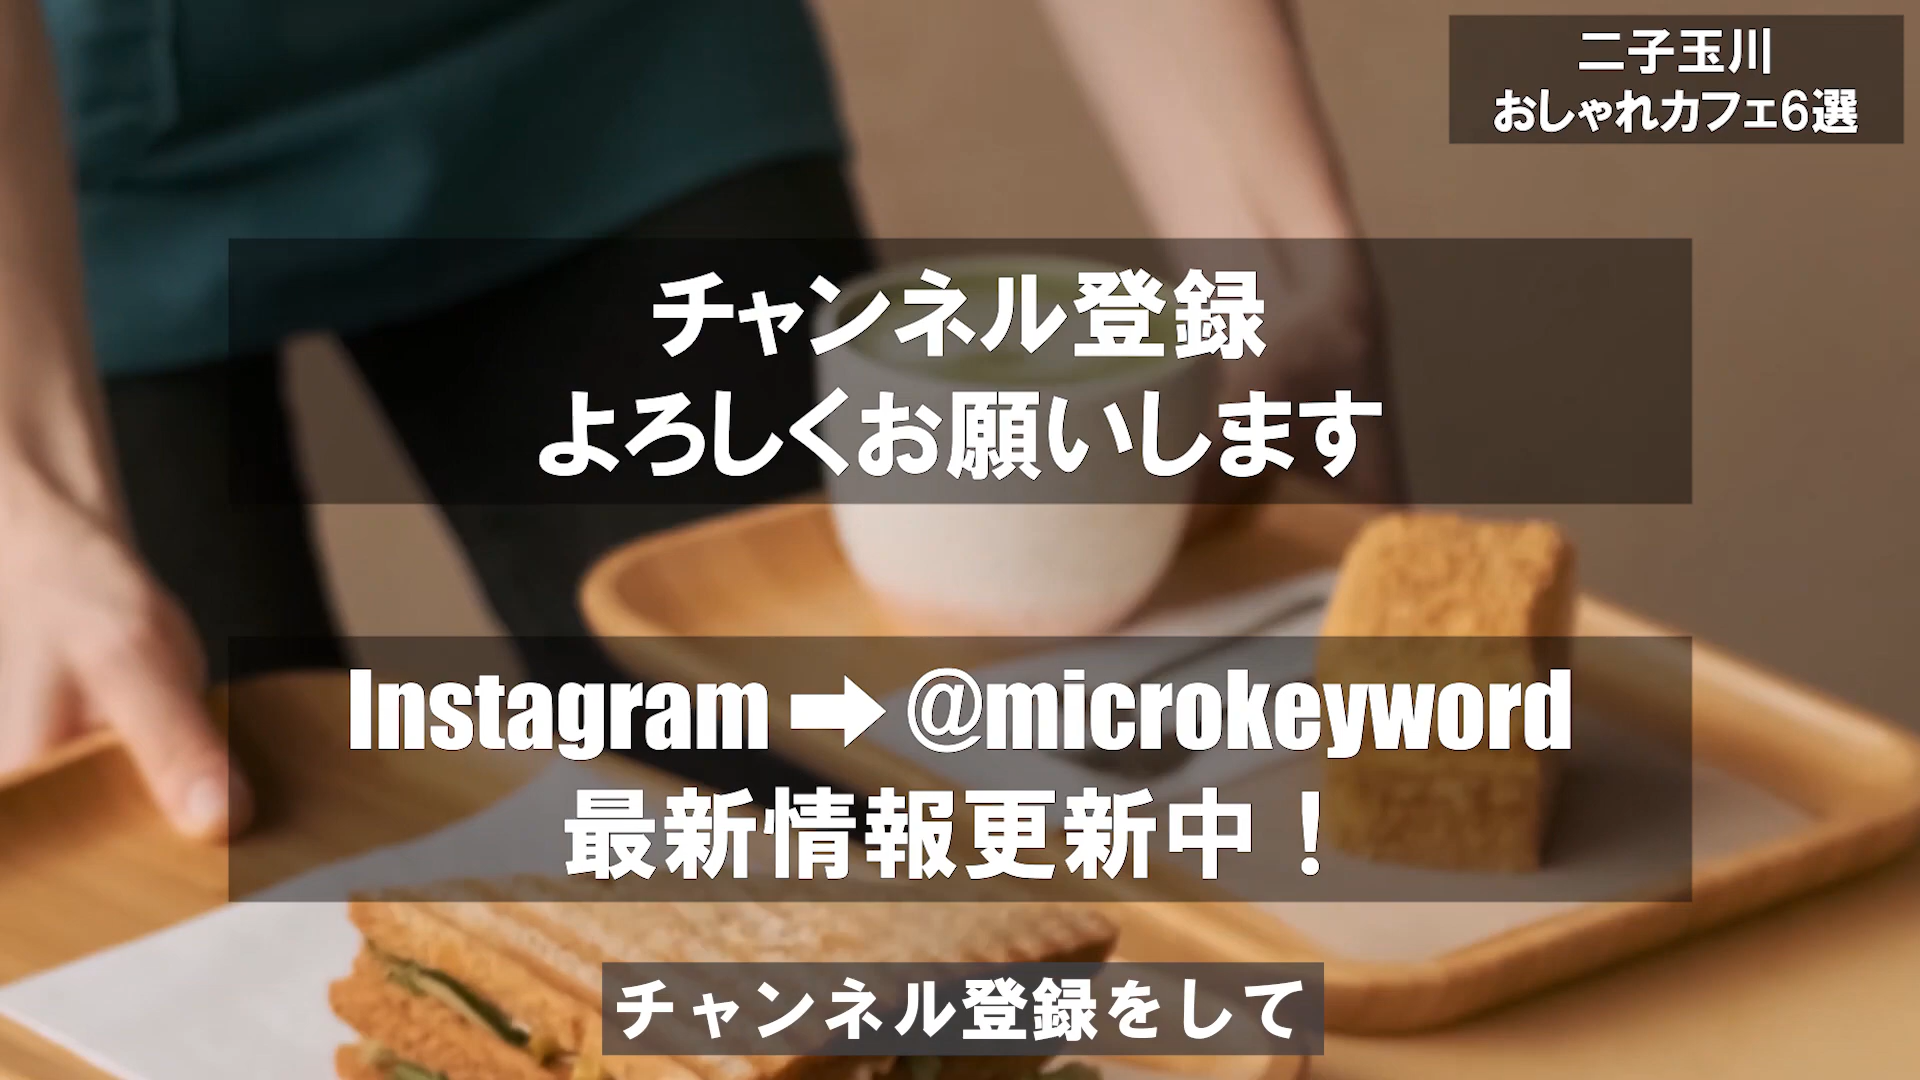 二子玉川
おしゃれカフェ6選
チャンネル登録
よろしくお願いします
Instagram ➡ @microkeyword
最新情報更新中！
チャンネル登録をして